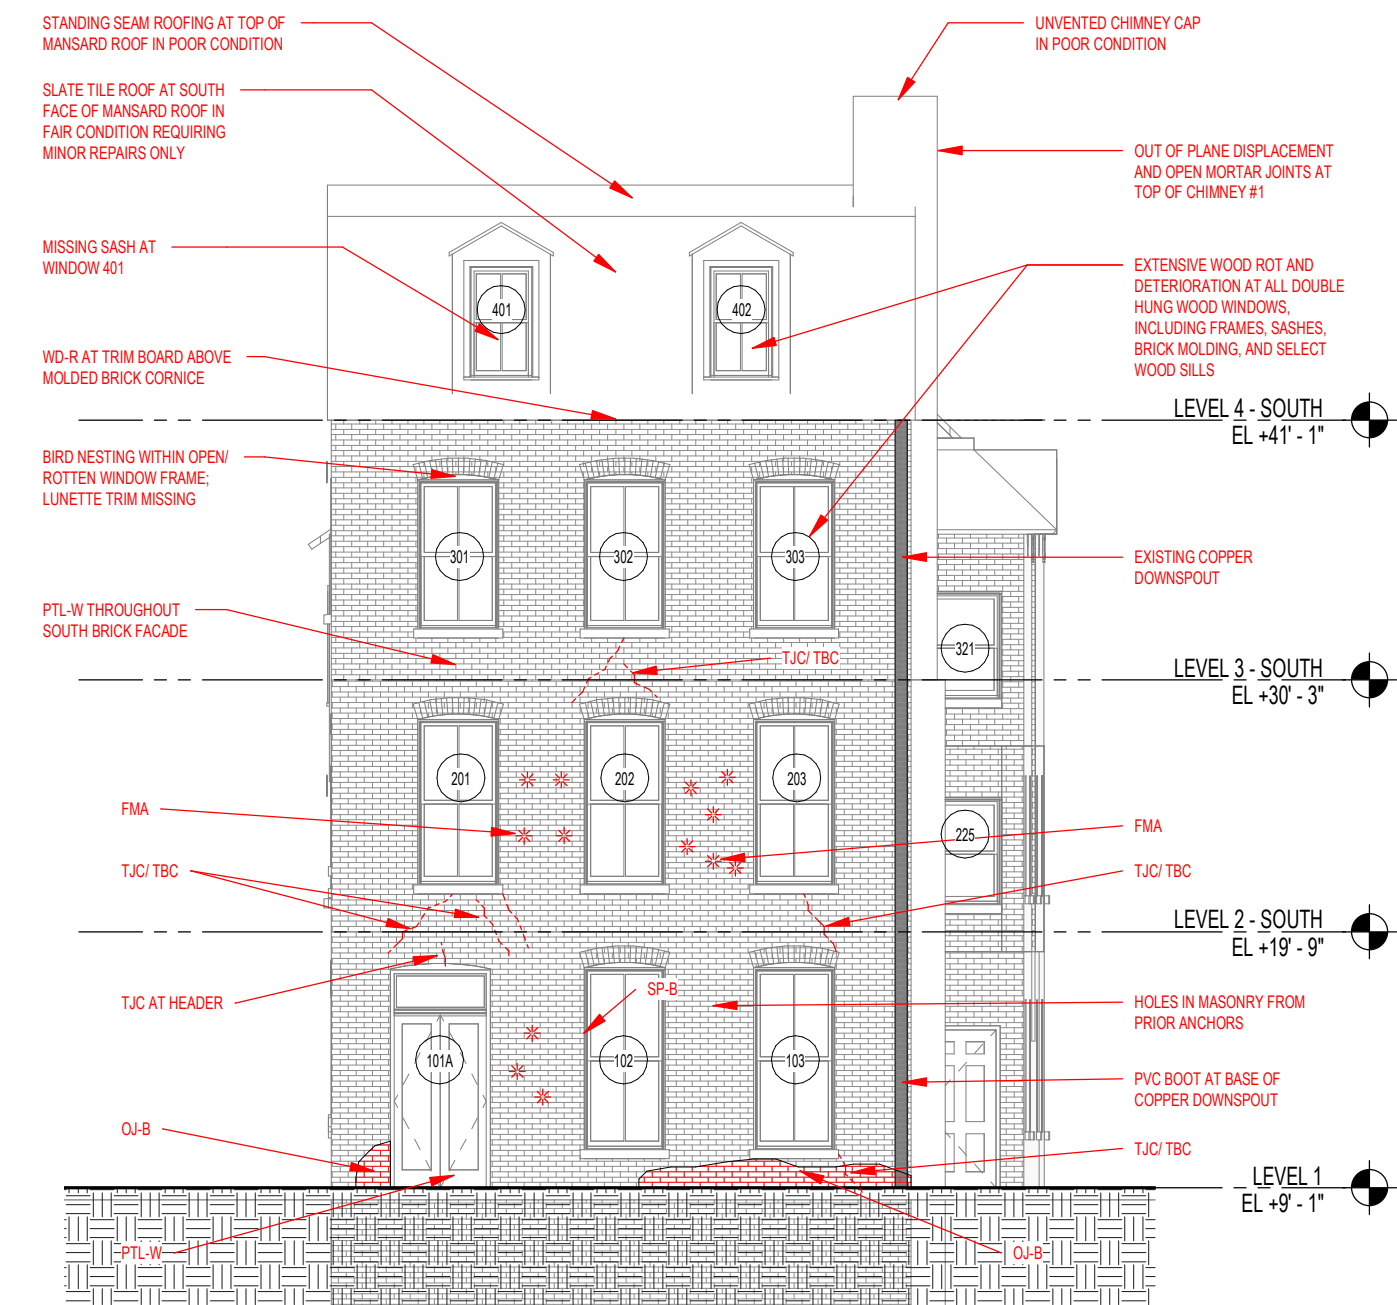 STANDING SEAM ROOFING AT TOP OF
MANSARD ROOF IN POOR CONDITION
UNVENTED CHIMNEY CAP
IN POOR CONDITION
SLATE TILE ROOF AT SOUTH
FACE OF MANSARD ROOF IN
FAIR CONDITION REQUIRING
MINOR REPAIRS ONLY
OUT OF PLANE DISPLACEMENT
AND OPEN MORTAR JOINTS AT
TOP OF CHIMNEY #1
MISSING SASH AT
WINDOW 401
EXTENSIVE WOOD ROT AND
DETERIORATION AT ALL DOUBLE
HUNG WOOD WINDOWS,
INCLUDING FRAMES, SASHES,
BRICK MOLDING, AND SELECT
WOOD SILLS
401
402
WD-R AT TRIM BOARD ABOVE
MOLDED BRICK CORNICE
LEVEL 4 - SOUTH
EL +41' - 1"
BIRD NESTING WITHIN OPEN/
ROTTEN WINDOW FRAME;
LUNETTE TRIM MISSING
301
302
303
EXISTING COPPER
DOWNSPOUT
PTL-W THROUGHOUT
SOUTH BRICK FACADE
321
TJC/ TBC
LEVEL 3 - SOUTH
EL +30' - 3"
201
202
203
FMA
225
FMA
TJC/ TBC
TJC/ TBC
LEVEL 2 - SOUTH
EL +19' - 9"
TJC AT HEADER
SP-B
HOLES IN MASONRY FROM
PRIOR ANCHORS
101A
102
103
PVC BOOT AT BASE OF
COPPER DOWNSPOUT
OJ-B
TJC/ TBC
LEVEL 1
EL +9' - 1"
PTL-W
OJ-B